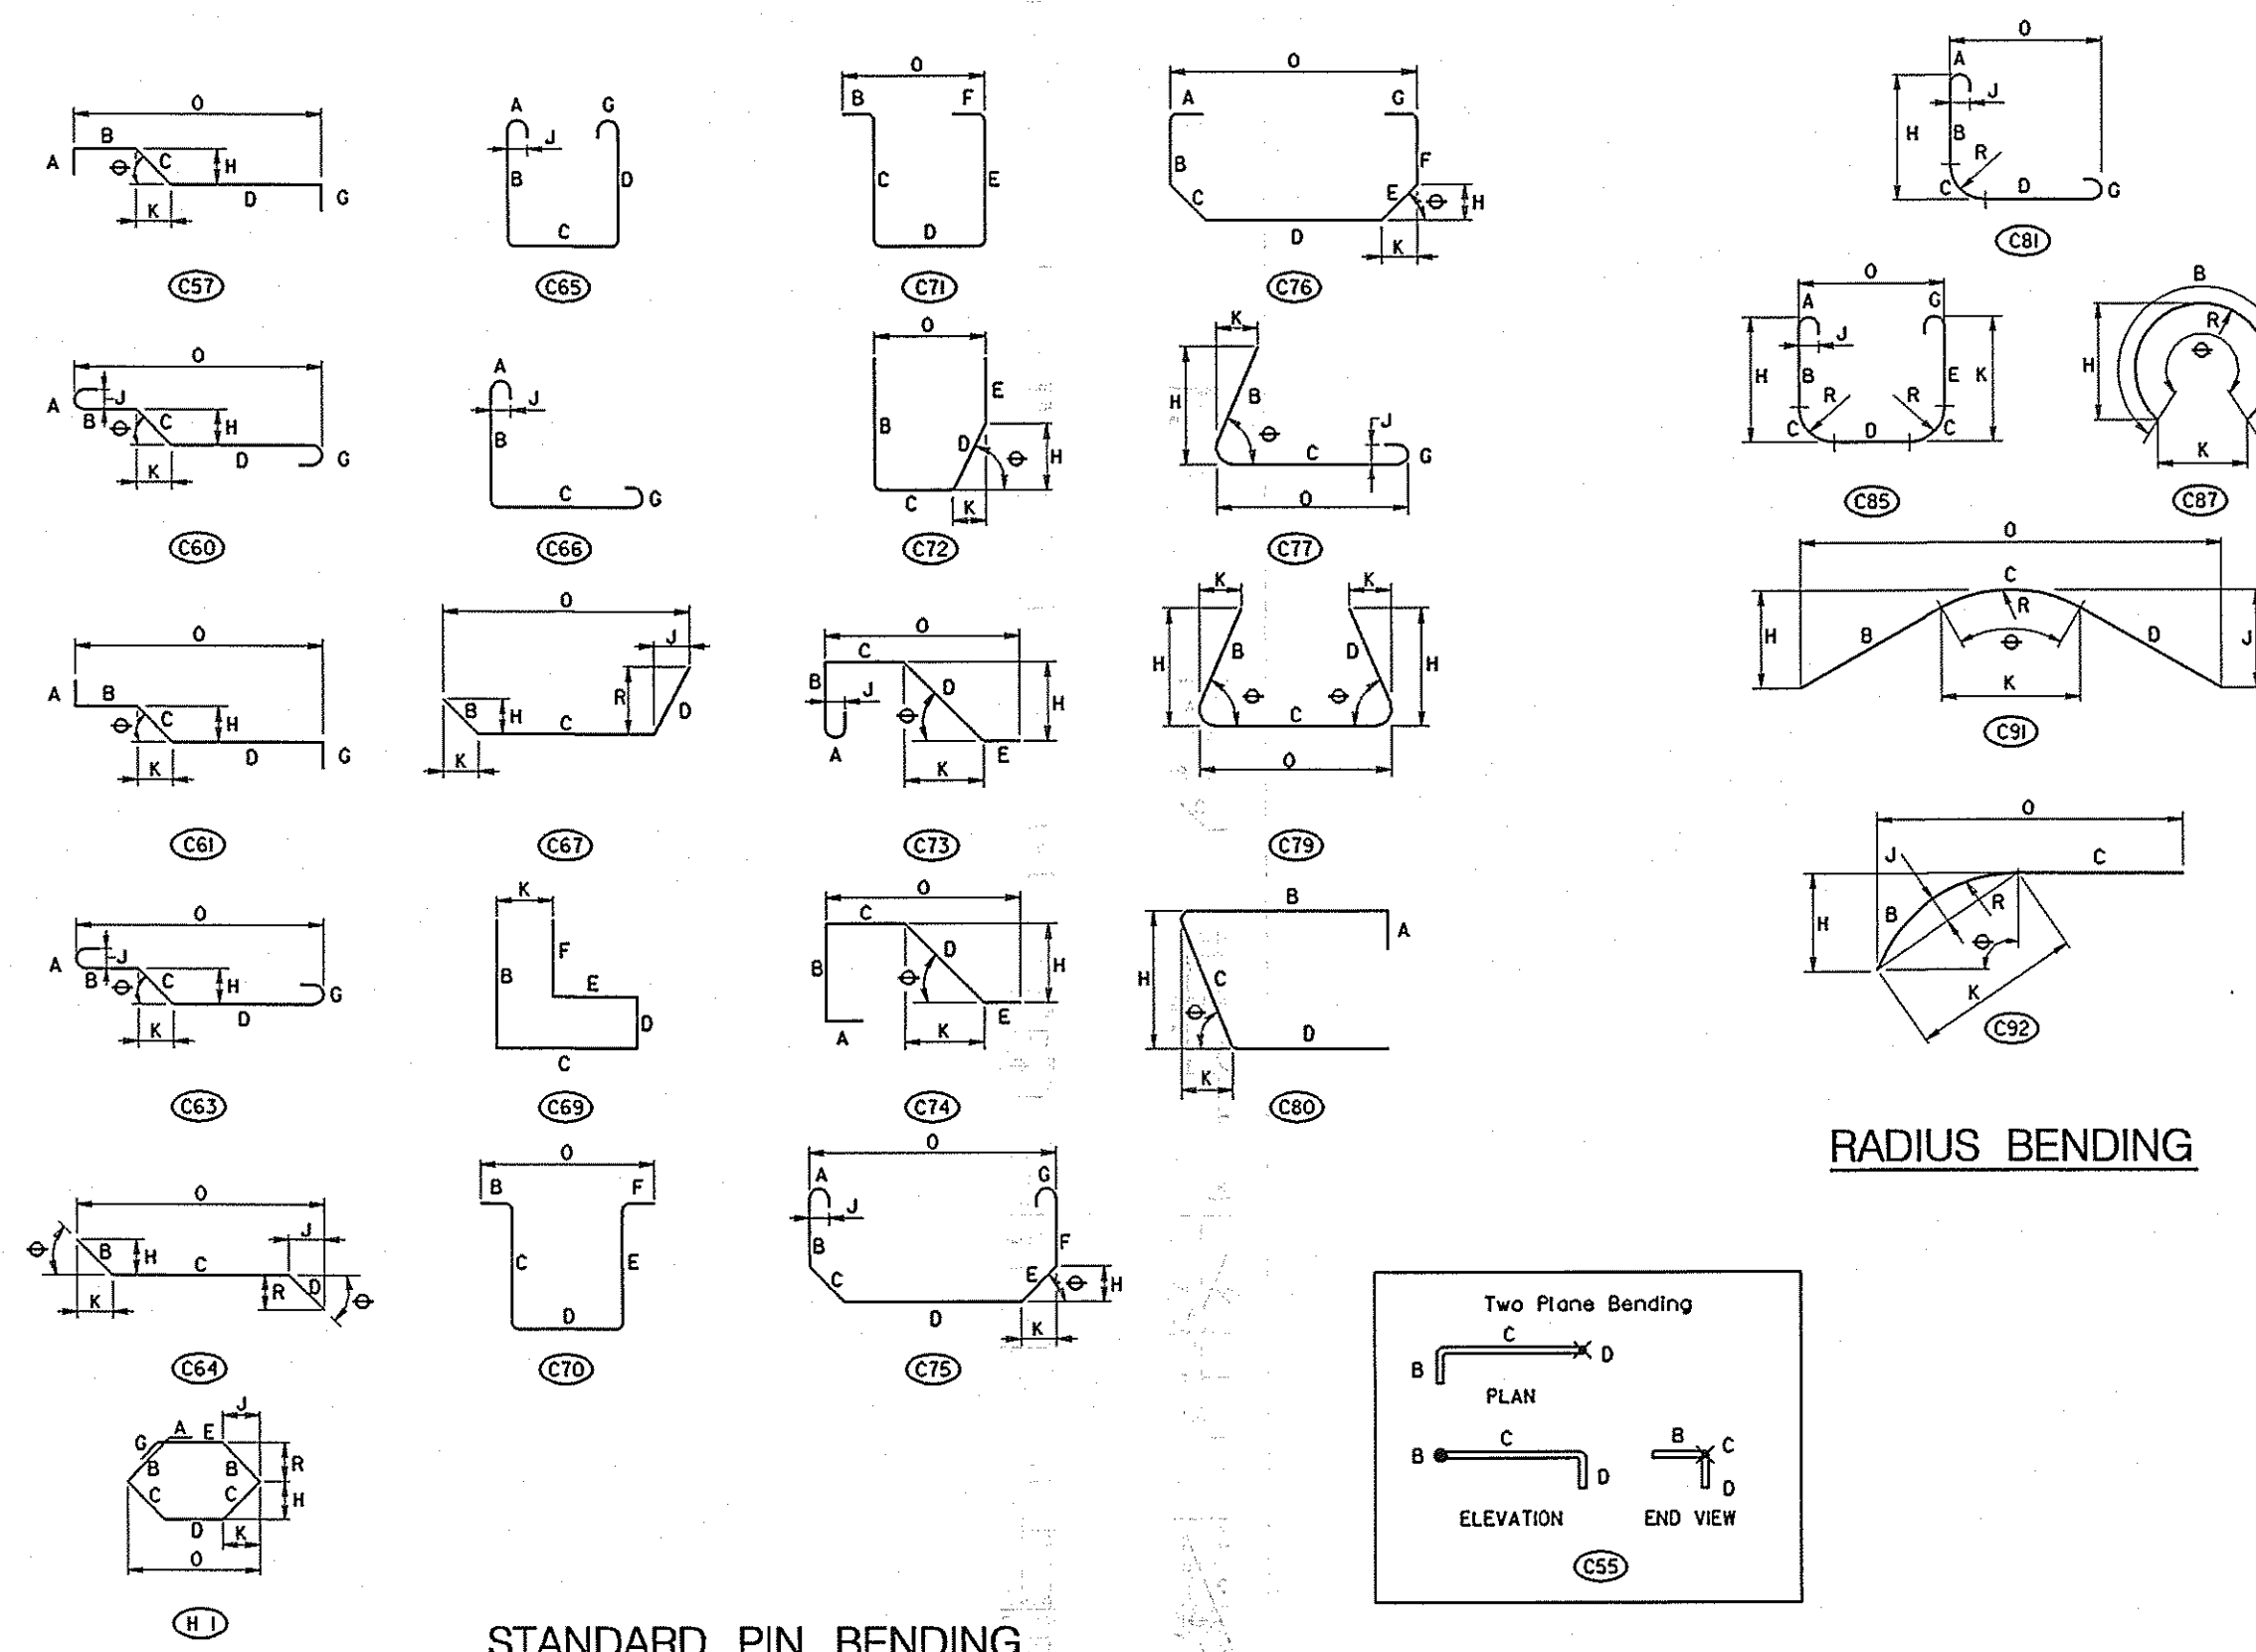 O
B
A
Φ
C
H
D
G
K
C57
A
G
J
B
D
C
C65
O
B
F
C
E
D
C71
O
A
G
B
F
C
E
Φ
H
D
K
C76
O
A
J
H
B
R
C
D
G
C81
O
A
J
B
Φ
C
H
D
G
K
C60
A
J
B
C
G
C66
O
E
B
D
Φ
H
C
K
C72
K
H
B
J
Φ
C
G
O
C77
O
A
G
J
H
B
E
K
R
R
C
D
C
C85
B
R
H
Φ
K
C87
O
A
B
C
Φ
H
D
G
K
C61
O
J
R
B
H
D
C
K
C67
O
C
B
J
D
H
Φ
A
K
E
C73
K
K
H
B
D
H
Φ
Φ
C
O
C79
O
C
R
H
B
Φ
D
J
K
C91
O
A
J
B
Φ
C
H
G
D
K
C63
K
F
B
E
D
C
C69
O
C
D
B
Φ
H
A
K
E
C74
B
A
H
C
Φ
D
K
C80
O
J
C
B
R
H
Φ
K
C92
RADIUS BENDING
O
J
Φ
B
H
C
R
D
Φ
K
C64
O
B
F
C
E
D
C70
O
A
G
J
B
F
C
E
Φ
H
D
K
C75
J
A
E
G
B
B
R
C
C
H
D
K
O
H 1
Two Plane Bending
C
B
D
PLAN
B
C
D
ELEVATION
B
C
D
END VIEW
C55
STANDARD PIN BENDING